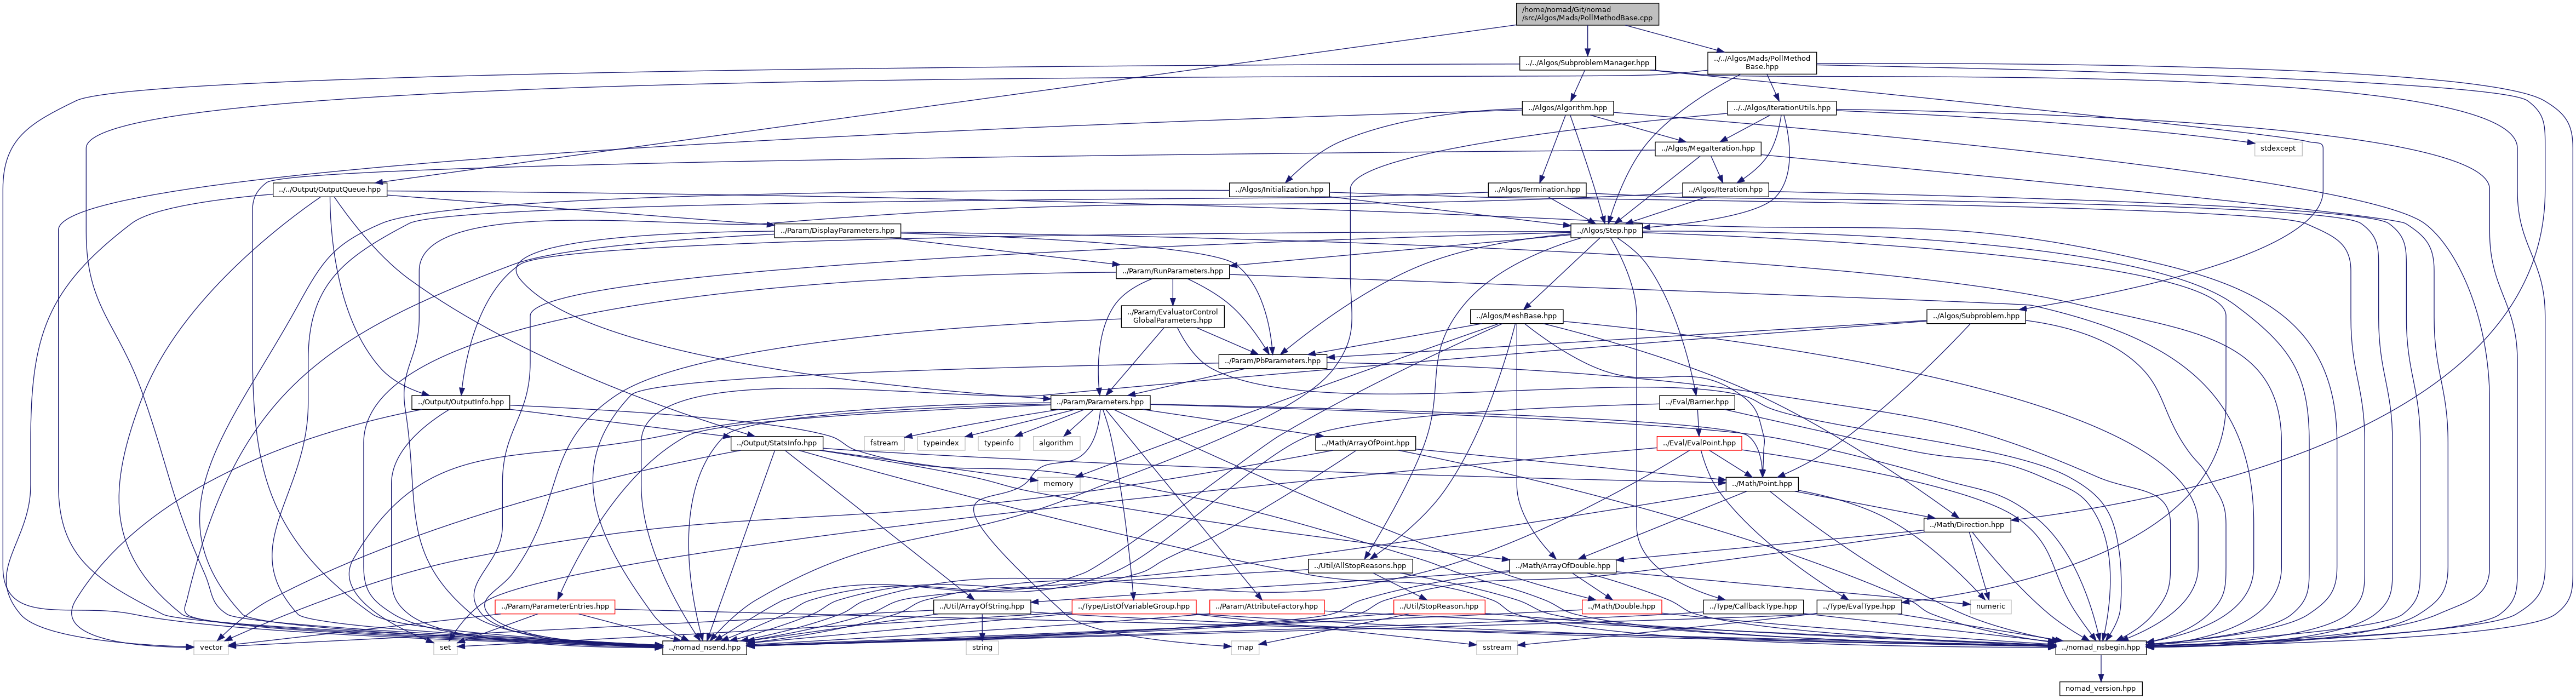 /home/nomad/Git/nomad
/src/Algos/Mads/PollMethodBase.cpp
../../Algos/SubproblemManager.hpp
../../Algos/Mads/PollMethod
Base.hpp
../Algos/Algorithm.hpp
../../Algos/IterationUtils.hpp
../Algos/MegaIteration.hpp
stdexcept
../../Output/OutputQueue.hpp
../Algos/Initialization.hpp
../Algos/Termination.hpp
../Algos/Iteration.hpp
../Param/DisplayParameters.hpp
../Algos/Step.hpp
../Param/RunParameters.hpp
../Param/EvaluatorControl
GlobalParameters.hpp
../Algos/MeshBase.hpp
../Algos/Subproblem.hpp
../Param/PbParameters.hpp
../Output/OutputInfo.hpp
../Param/Parameters.hpp
../Eval/Barrier.hpp
../Output/StatsInfo.hpp
fstream
typeindex
typeinfo
algorithm
../Math/ArrayOfPoint.hpp
../Eval/EvalPoint.hpp
memory
../Math/Point.hpp
../Math/Direction.hpp
../Util/AllStopReasons.hpp
../Math/ArrayOfDouble.hpp
../Param/ParameterEntries.hpp
../Util/ArrayOfString.hpp
../Type/ListOfVariableGroup.hpp
../Param/AttributeFactory.hpp
../Util/StopReason.hpp
../Math/Double.hpp
../Type/CallbackType.hpp
../Type/EvalType.hpp
numeric
vector
set
../nomad_nsend.hpp
string
map
sstream
../nomad_nsbegin.hpp
nomad_version.hpp